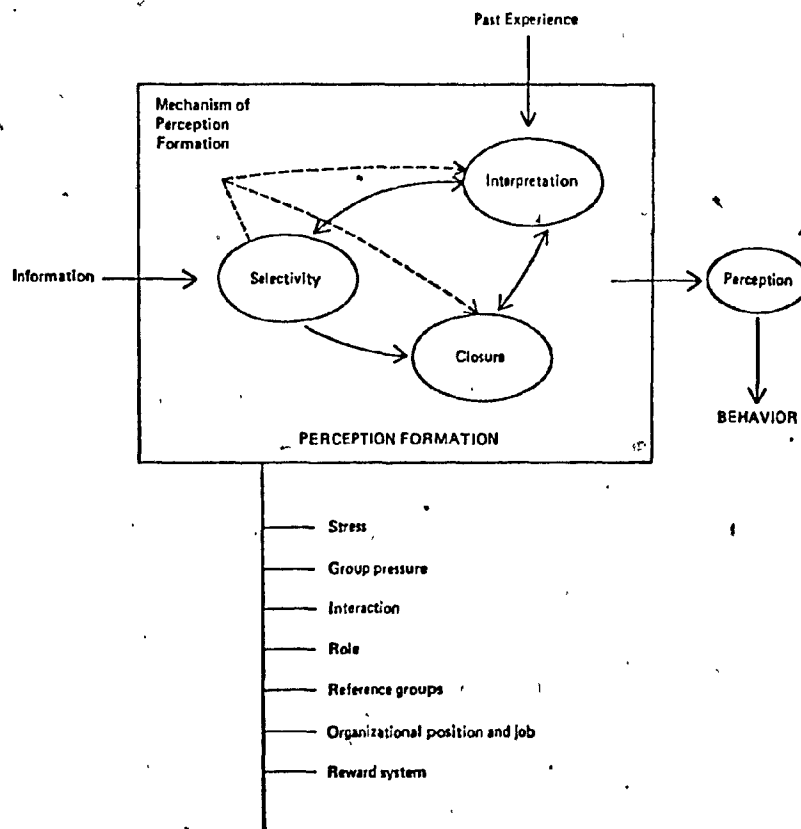 Past Experience
Mechanism of
Perception
Formation
Interpretation
Information
Selectivity
Perception
Closure
BEHAVIOR
PERCEPTION FORMATION
Stress
Group pressure
Interaction
Role
Reference groups
Organizational position and job
Reward system